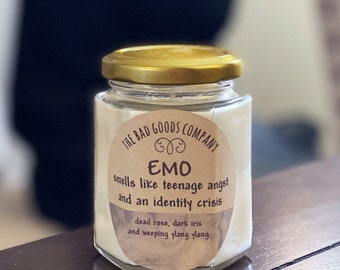 THE BAD GOODS COMPANY
EMO
smells like teenage angst
and an identity crisis
dead rose, dark iris
and weeping ylang ylang